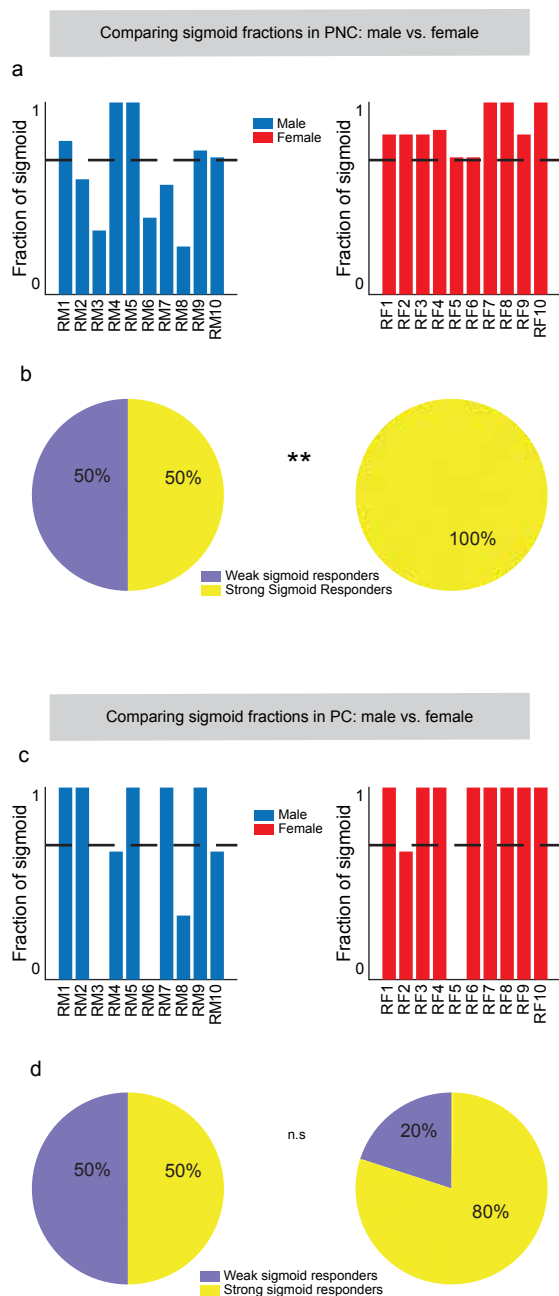 Comparing sigmoid fractions in PNC: male vs. female
a
Fraction of sigmoid
1
0
RM1
RM2
RM3
RM4
RM5
RM6
RM7
RM8
RM9
RM10
Male
Female
Fraction of sigmoid
1
0
RF1
RF2
RF3
RF4
RF5
RF6
RF7
RF8
RF9
RF10
b
50%
50%
**
100%
Weak sigmoid responders
Strong Sigmoid Responders
Comparing sigmoid fractions in PC: male vs. female
c
Fraction of sigmoid
1
0
RM1
RM2
RM3
RM4
RM5
RM6
RM7
RM8
RM9
RM10
Male
Female
Fraction of sigmoid
1
0
RF1
RF2
RF3
RF4
RF5
RF6
RF7
RF8
RF9
RF10
d
50%
50%
n.s
20%
80%
Weak sigmoid responders
Strong sigmoid responders